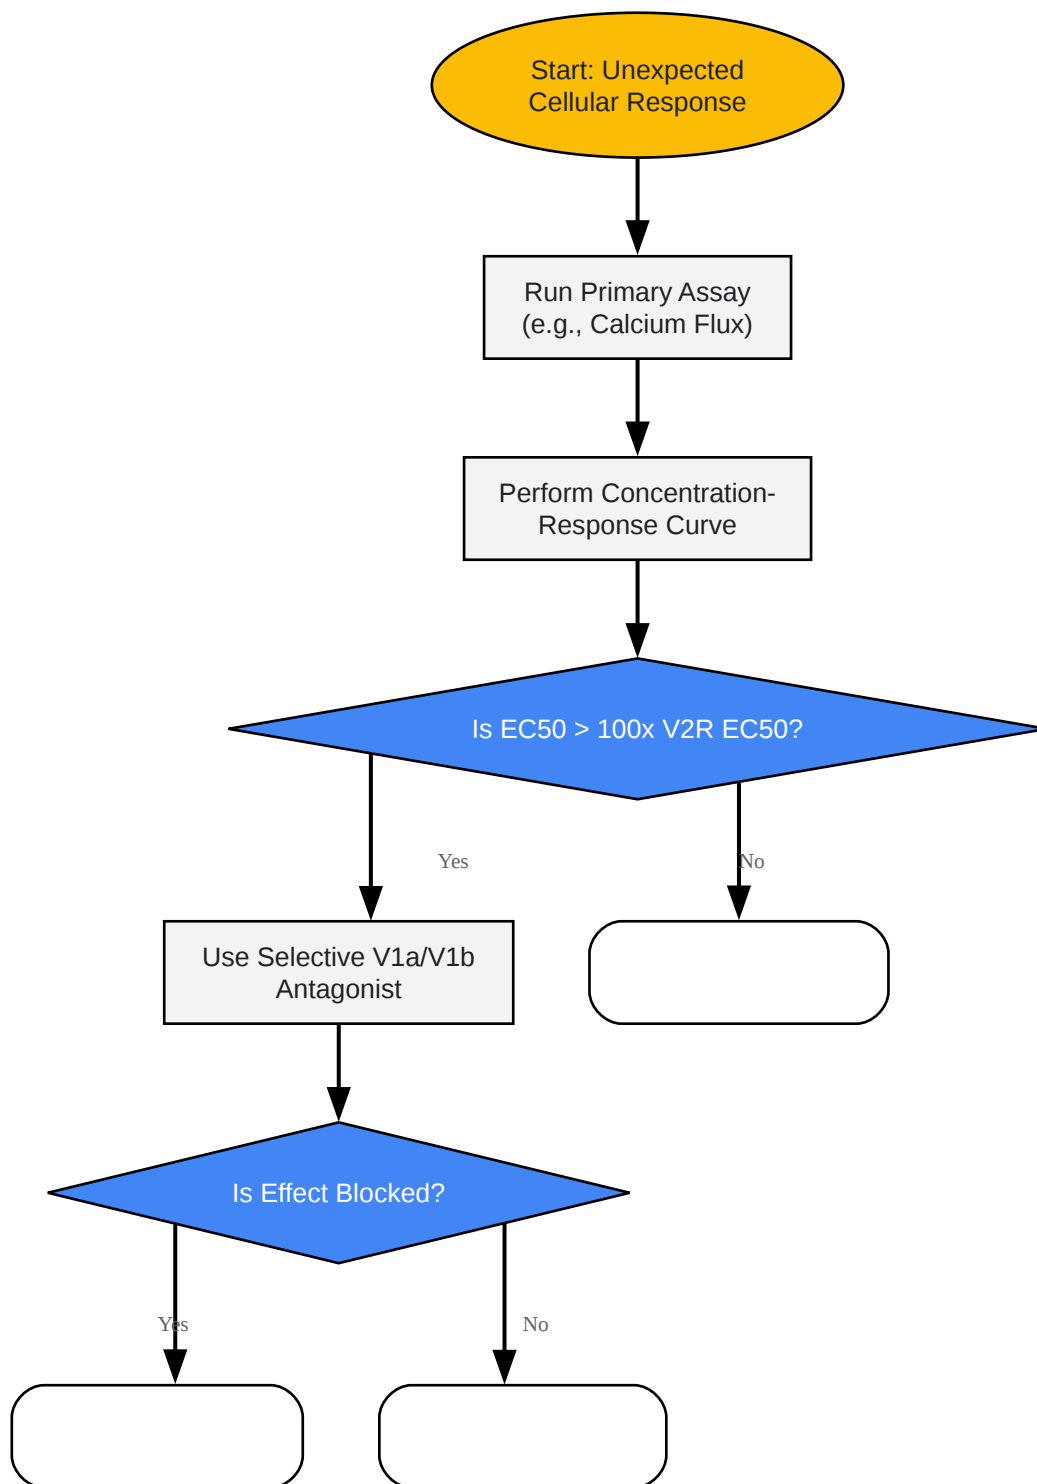 Start: Unexpected
Cellular Response
Run Primary Assay
(e.g., Calcium Flux)
Perform Concentration-
Response Curve
Is EC50 > 100x V2R EC50?
Yes
No
Use Selective V1a/V1b
Antagonist
Is Effect Blocked?
Yes
No